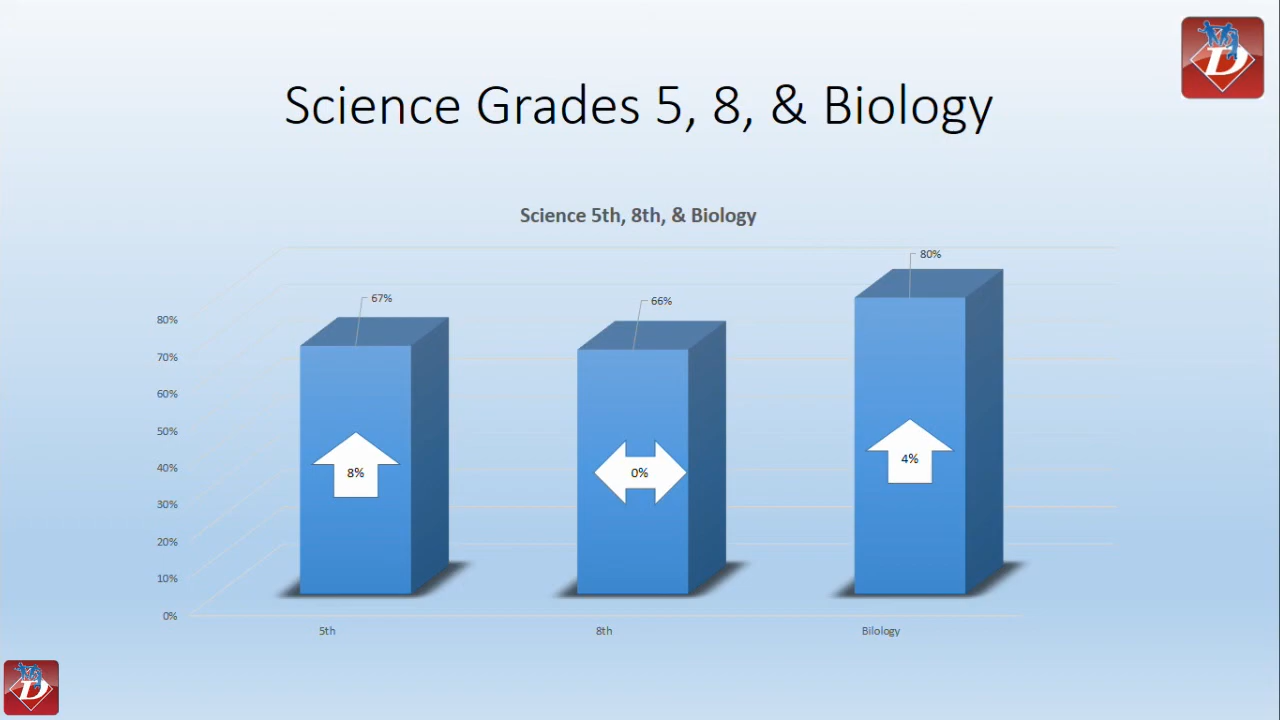 Science Grades 5, 8, & Biology
Science 5th, 8th, & Biology
80%
67%
66%
80%
70%
60%
50%
40%
30%
20%
10%
0%
8%
0%
4%
5th
8th
Bilology
D
D